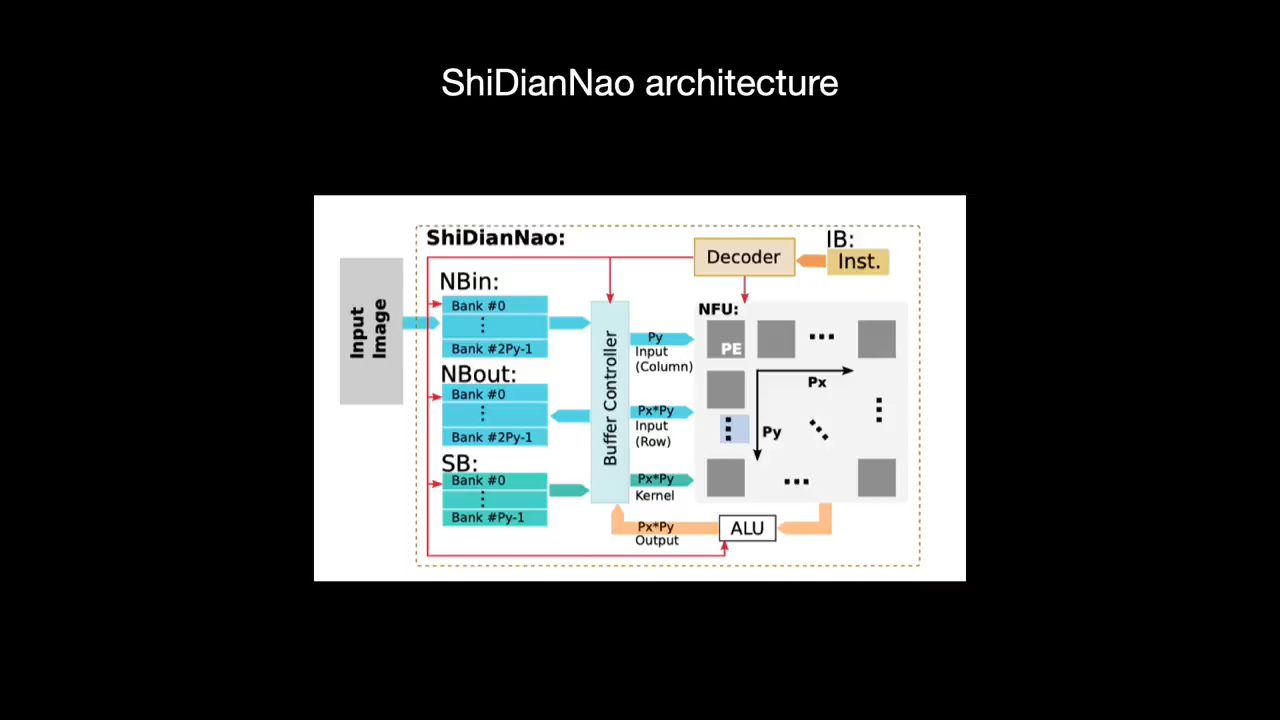 ShiDianNao architecture
ShiDianNao:
Input
Image
NBin:
Bank #0
Bank #2Py-1
NBout:
Bank #0
Bank #2Py-1
SB:
Bank #0
Bank #Py-1
Buffer Controller
Decoder
IB:
Inst.
Py
Input
(Column)
Px*Py
Input
(Row)
Px*Py
Kernel
Px*Py
Output
NFU:
PE
Px
Py
ALU